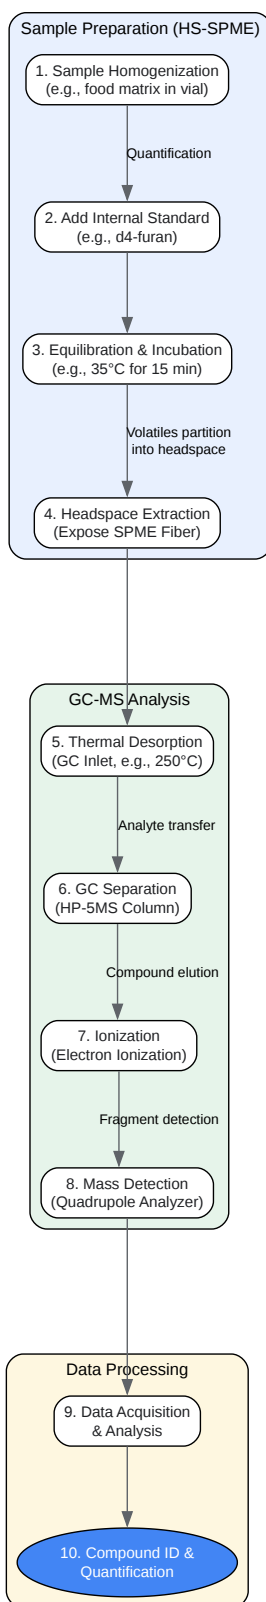 Sample Preparation (HS-SPME)
1. Sample Homogenization
(e.g., food matrix in vial)
Quantification
2. Add Internal Standard
(e.g., d4-furan)
3. Equilibration & Incubation
(e.g., 35°C for 15 min)
Volatiles partition
into headspace
4. Headspace Extraction
(Expose SPME Fiber)
GC-MS Analysis
5. Thermal Desorption
(GC Inlet, e.g., 250°C)
Analyte transfer
6. GC Separation
(HP-5MS Column)
Compound elution
7. Ionization
(Electron Ionization)
Fragment detection
8. Mass Detection
(Quadrupole Analyzer)
Data Processing
9. Data Acquisition
& Analysis
10. Compound ID &
Quantification